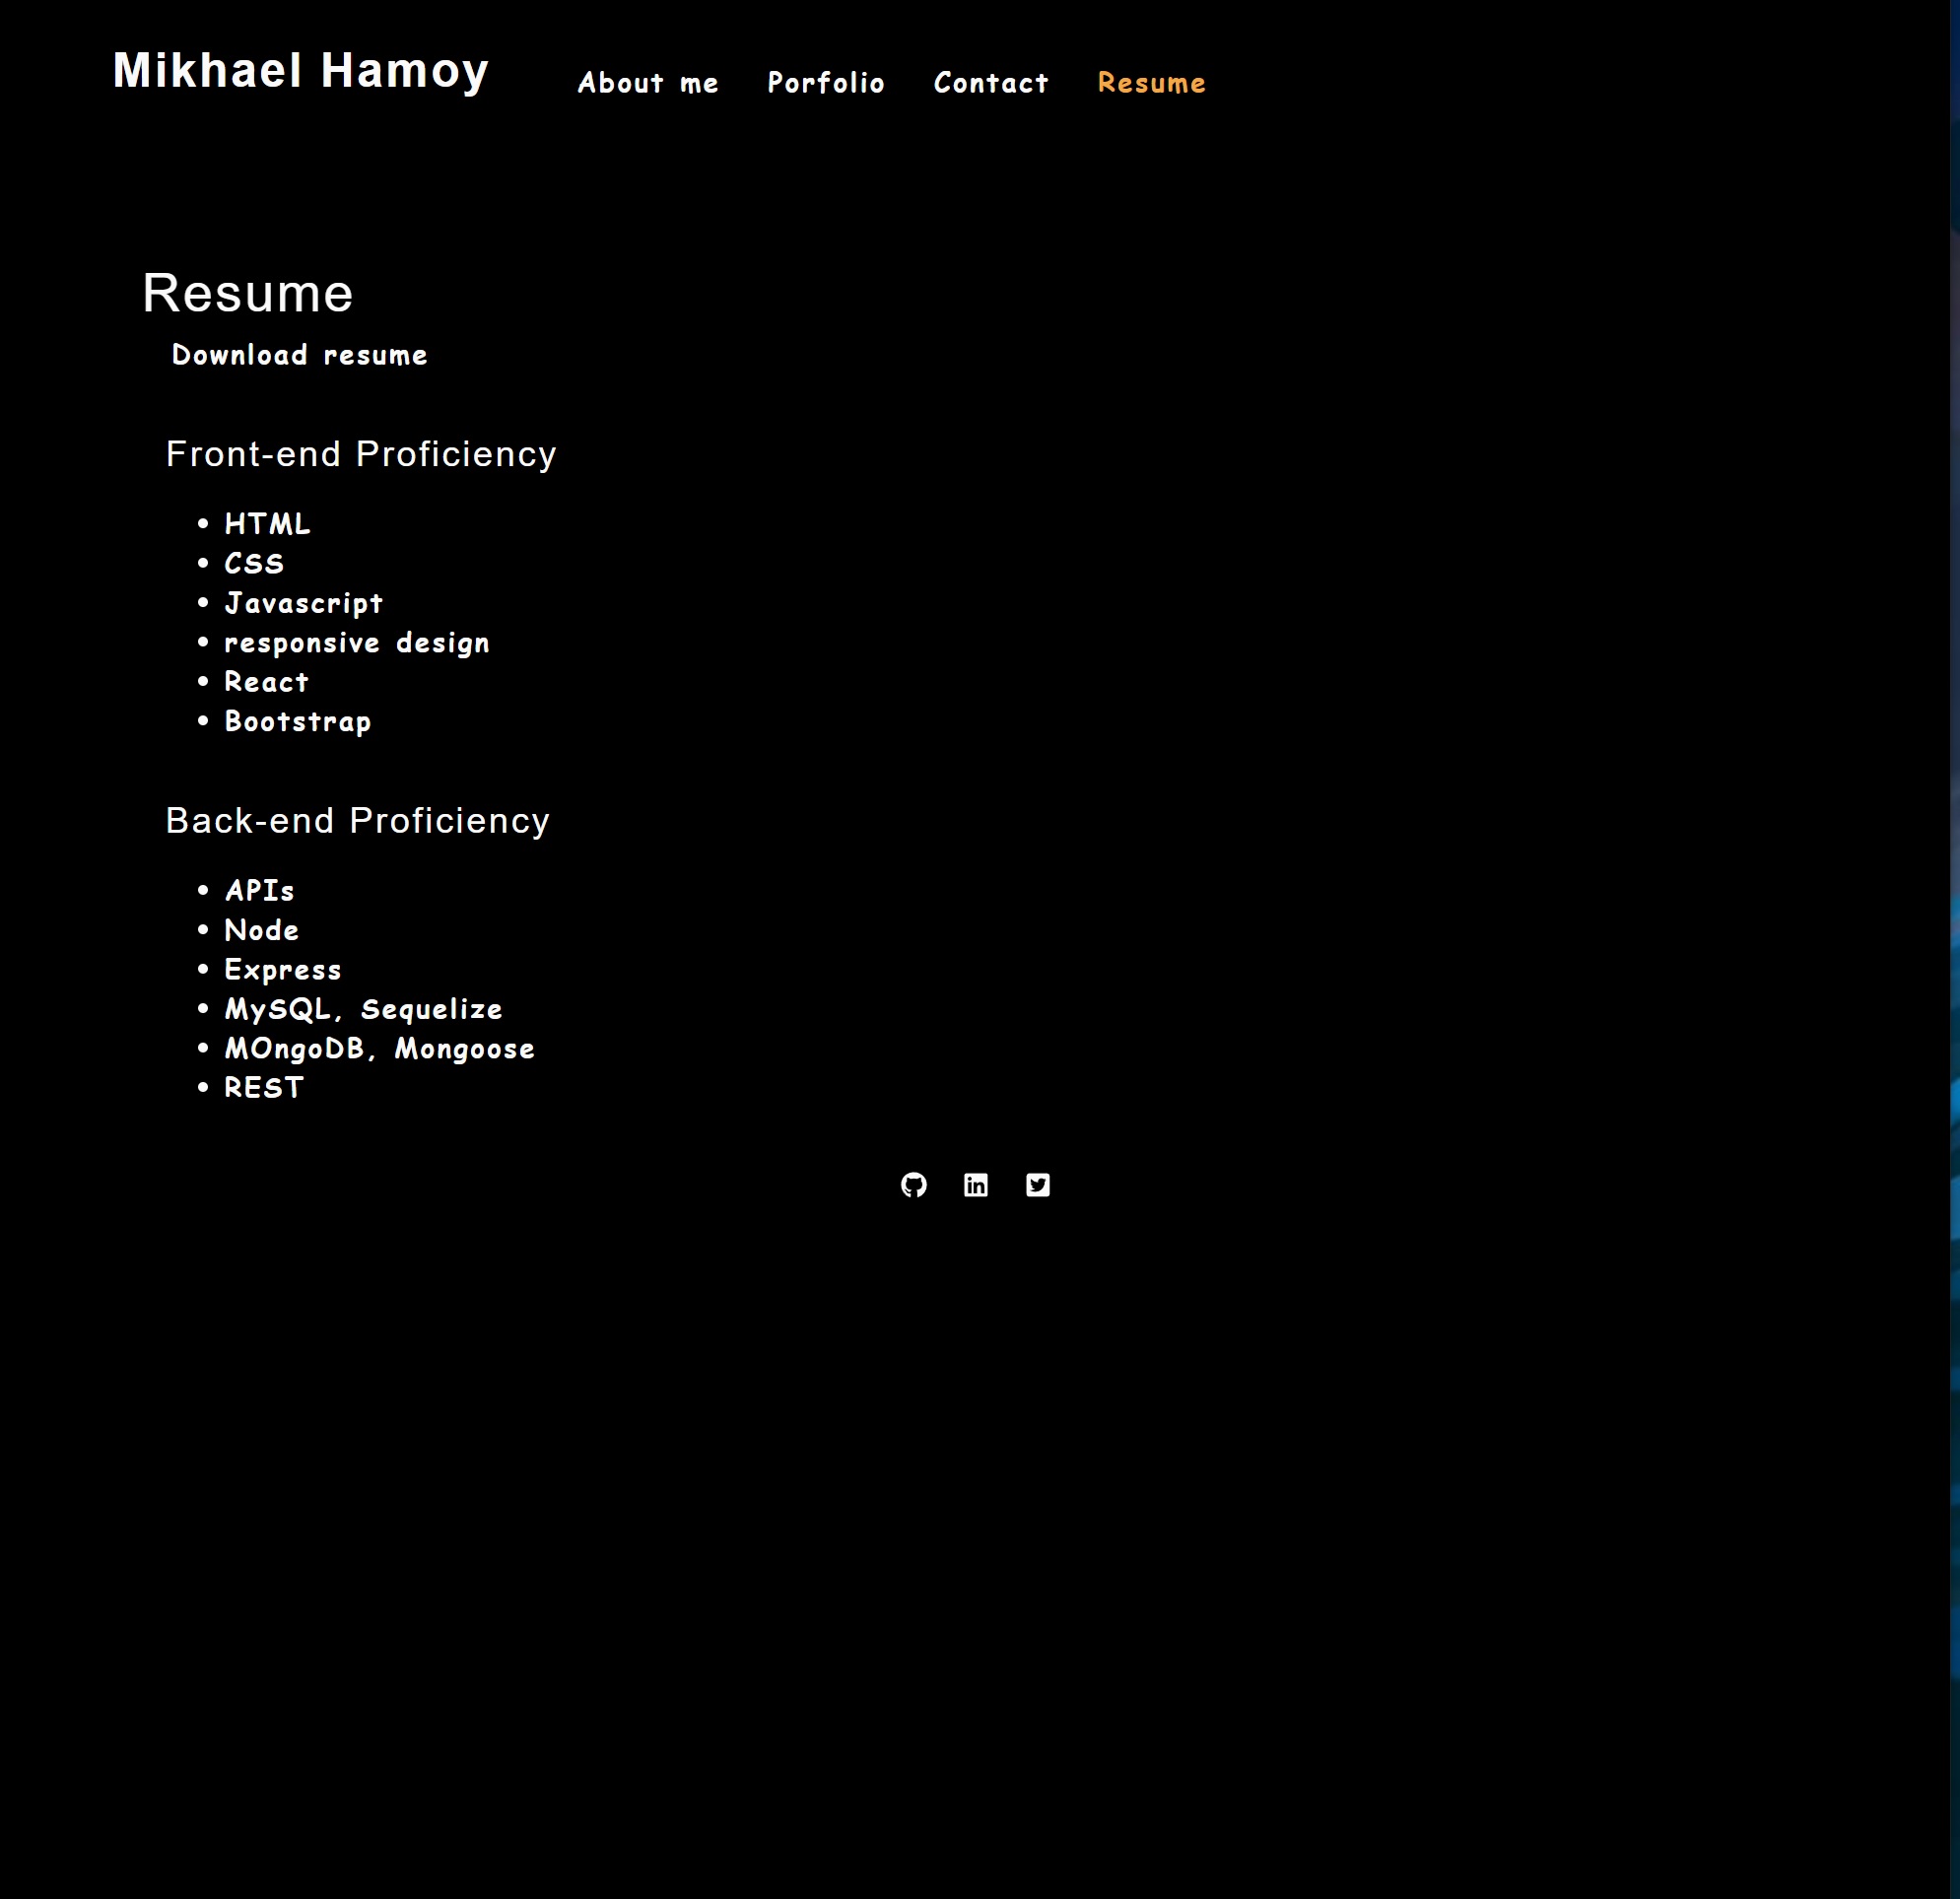 Mikhael Hamoy
About me Porfolio Contact Resume
Resume
Download resume
Front-end Proficiency
HTML
CSS
Javascript
responsive design
React
Bootstrap
Back-end Proficiency
APIs
Node
Express
MySQL, Sequelize
MOngoDB, Mongoose
REST
in